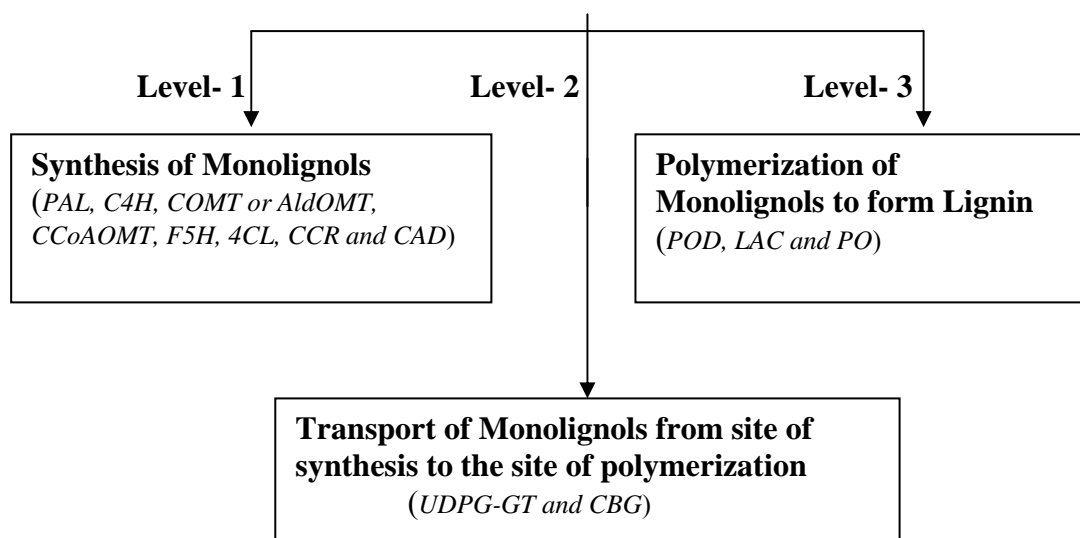 Level- 1
Level- 2
Level- 3
Synthesis of Monolignols
(PAL, C4H, COMT or AldOMT,
CCoAOMT, F5H, 4CL, CCR and CAD)
Polymerization of
Monolignols to form Lignin
(POD, LAC and PO)
Transport of Monolignols from site of
synthesis to the site of polymerization
(UDPG-GT and CBG)